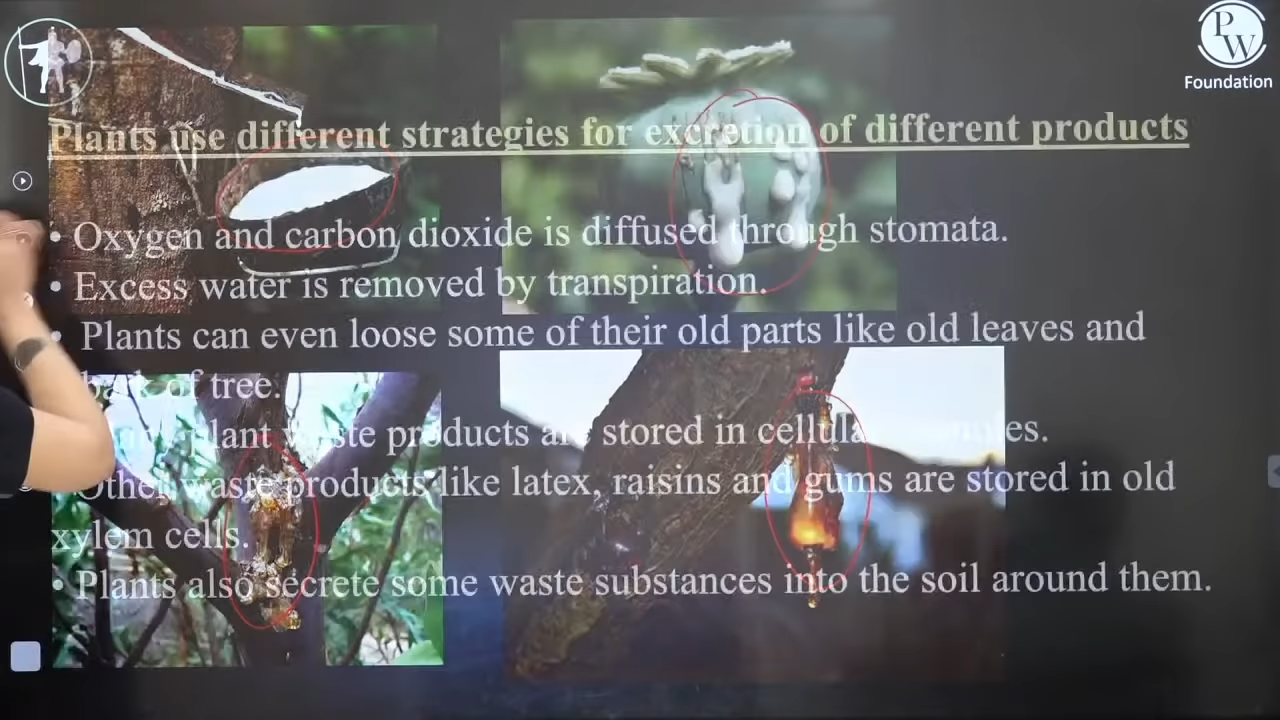 PW
Foundation
Plants use different strategies for excretion of different products
• Oxygen and carbon dioxide is diffused through stomata.
• Excess water is removed by transpiration.
• Plants can even loose some of their old parts like old leaves and
bark of tree.
plant waste products are stored in cellular
Other waste products like latex, raisins and gums are stored in old
xylem cells.
• Plants also secrete some waste substances into the soil around them.